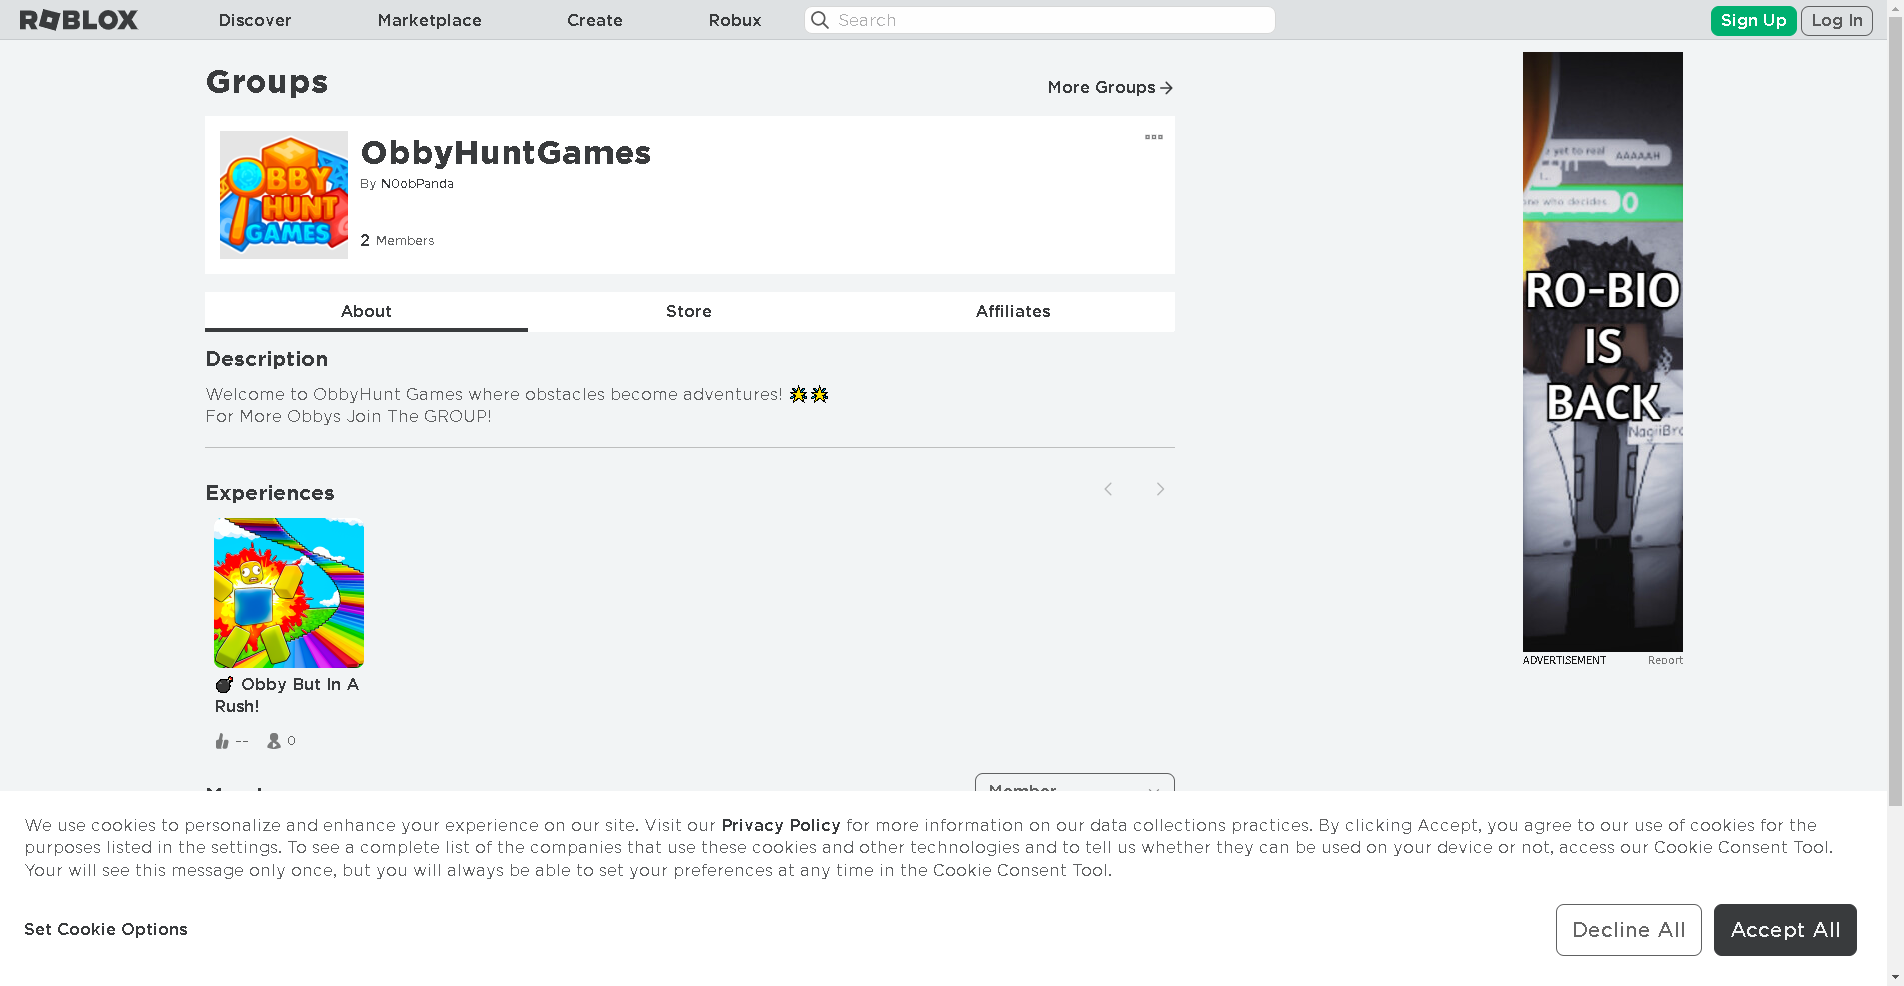 ROBLOX
Discover
Marketplace
Create
Robux
Search
Sign Up
Log In
Groups
More Groups
OBBY
HUNT
GAMES
ObbyHuntGames
By N0obPanda
2 Members
About
Store
Affiliates
Description
Welcome to ObbyHunt Games where obstacles become adventures! 🌟🌟
For More Obbys Join The GROUP!
Experiences
💣 Obby But In A
Rush!
--
0
Member
yet to real
AAAAAH
one who decides.
0
RO-BIO
IS
BACK
ADVERTISEMENT
Report
We use cookies to personalize and enhance your experience on our site. Visit our Privacy Policy for more information on our data collections practices. By clicking Accept, you agree to our use of cookies for the
purposes listed in the settings. To see a complete list of the companies that use these cookies and other technologies and to tell us whether they can be used on your device or not, access our Cookie Consent Tool.
Your will see this message only once, but you will always be able to set your preferences at any time in the Cookie Consent Tool.
Set Cookie Options
Decline All
Accept All